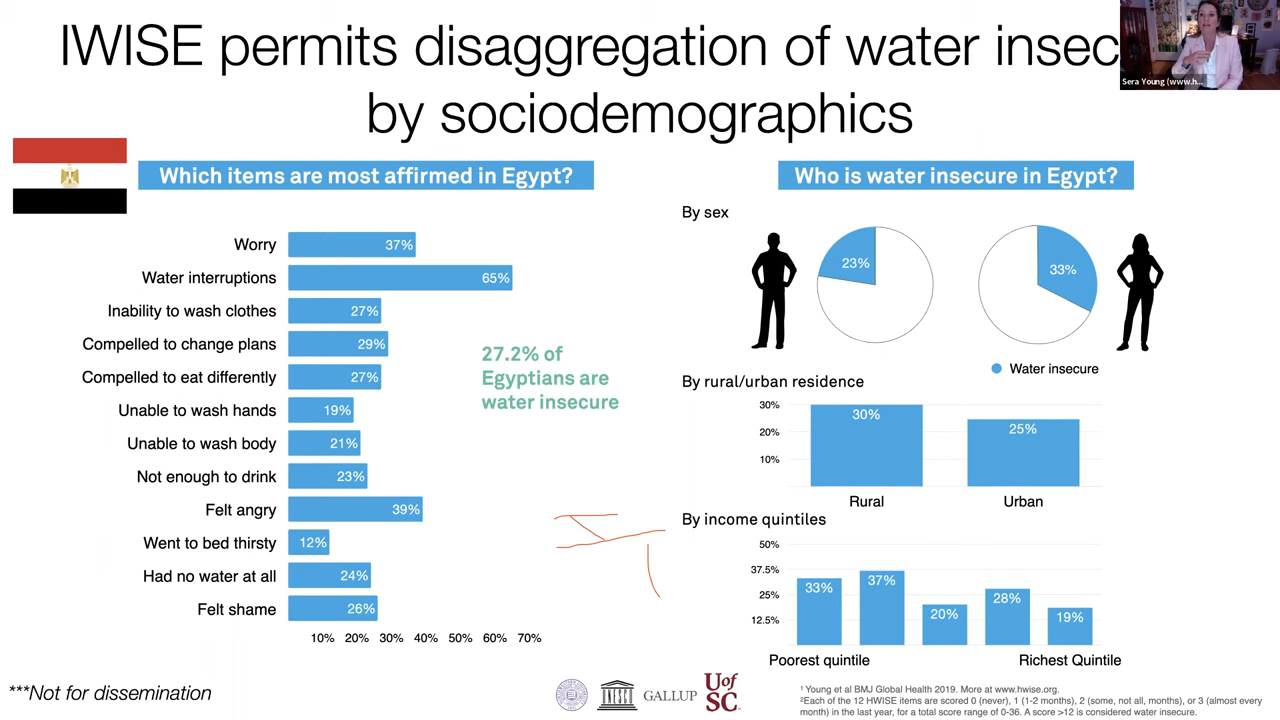 IWISE permits disaggregation of water insec
by sociodemographics
Sera Young (www.h...
Which items are most affirmed in Egypt?
Worry 37%
Water interruptions 65%
Inability to wash clothes 27%
Compelled to change plans 29%
Compelled to eat differently 27%
Unable to wash hands 19%
Unable to wash body 21%
Not enough to drink 23%
Felt angry 39%
Went to bed thirsty 12%
Had no water at all 24%
Felt shame 26%
10% 20% 30% 40% 50% 60% 70%
27.2% of
Egyptians are
water insecure
Who is water insecure in Egypt?
By sex
23%
33%
Water insecure
By rural/urban residence
30%
20%
10%
30%
25%
Rural Urban
By income quintiles
50%
37.5%
25%
12.5%
33% 37% 20% 28% 19%
Poorest quintile Richest Quintile
***Not for dissemination
UNESCO
GALLUP
U of
SC
1 Young et al BMJ Global Health 2019. More at www.hwise.org.
2Each of the 12 HWISE items are scored 0 (never), 1 (1-2 months), 2 (some, not all, months), or 3 (almost every
month) in the last year, for a total score range of 0-36. A score >12 is considered water insecure.